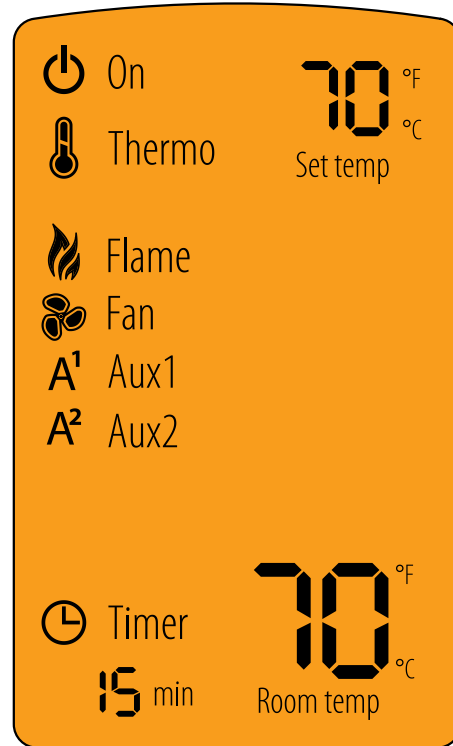 On
70 °F
°C
Thermo
Set temp
Flame
Fan
A¹ Aux1
A² Aux2
70 °F
°C
Timer
15 min
Room temp